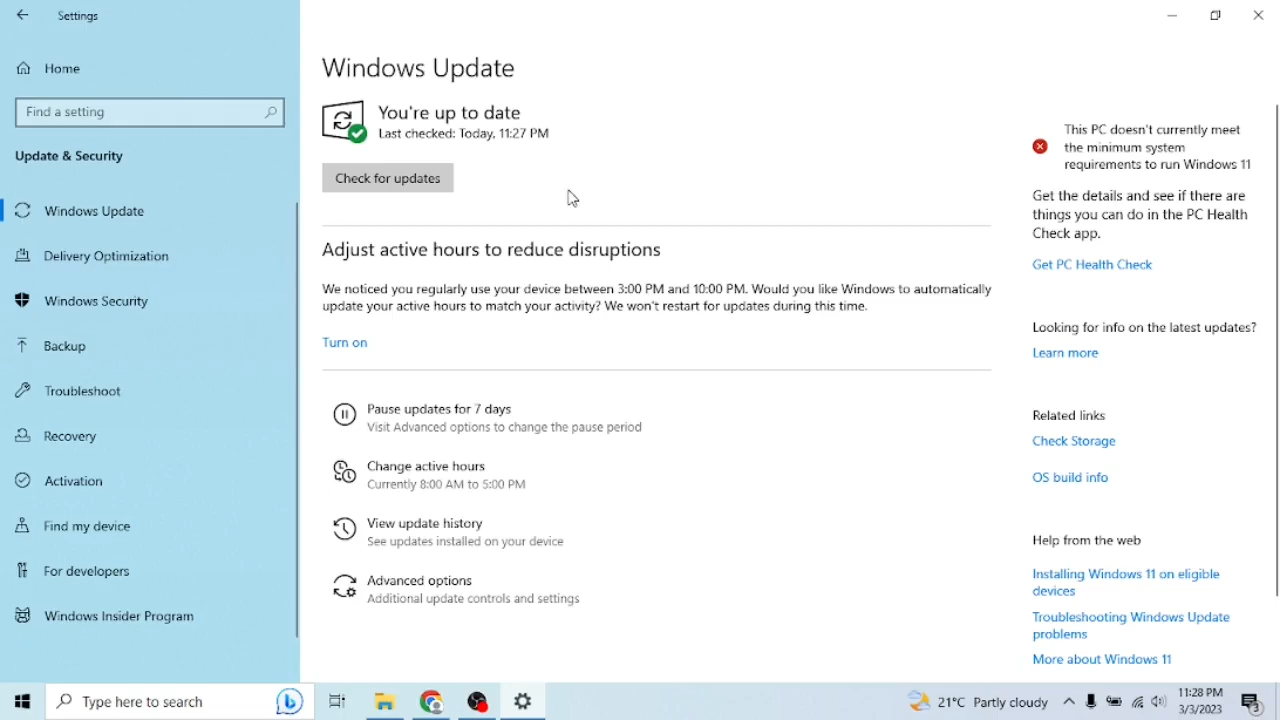 Settings
Home
Find a setting
Update & Security
Windows Update
Delivery Optimization
Windows Security
Backup
Troubleshoot
Recovery
Activation
Find my device
For developers
Windows Insider Program
Windows Update
You're up to date
Last checked: Today, 11:27 PM
Check for updates
Adjust active hours to reduce disruptions
We noticed you regularly use your device between 3:00 PM and 10:00 PM. Would you like Windows to automatically
update your active hours to match your activity? We won't restart for updates during this time.
Turn on
Pause updates for 7 days
Visit Advanced options to change the pause period
Change active hours
Currently 8:00 AM to 5:00 PM
View update history
See updates installed on your device
Advanced options
Additional update controls and settings
This PC doesn't currently meet
the minimum system
requirements to run Windows 11
Get the details and see if there are
things you can do in the PC Health
Check app.
Get PC Health Check
Looking for info on the latest updates?
Learn more
Related links
Check Storage
OS build info
Help from the web
Installing Windows 11 on eligible
devices
Troubleshooting Windows Update
problems
More about Windows 11
Type here to search
21°C Partly cloudy
11:28 PM
3/3/2023
3